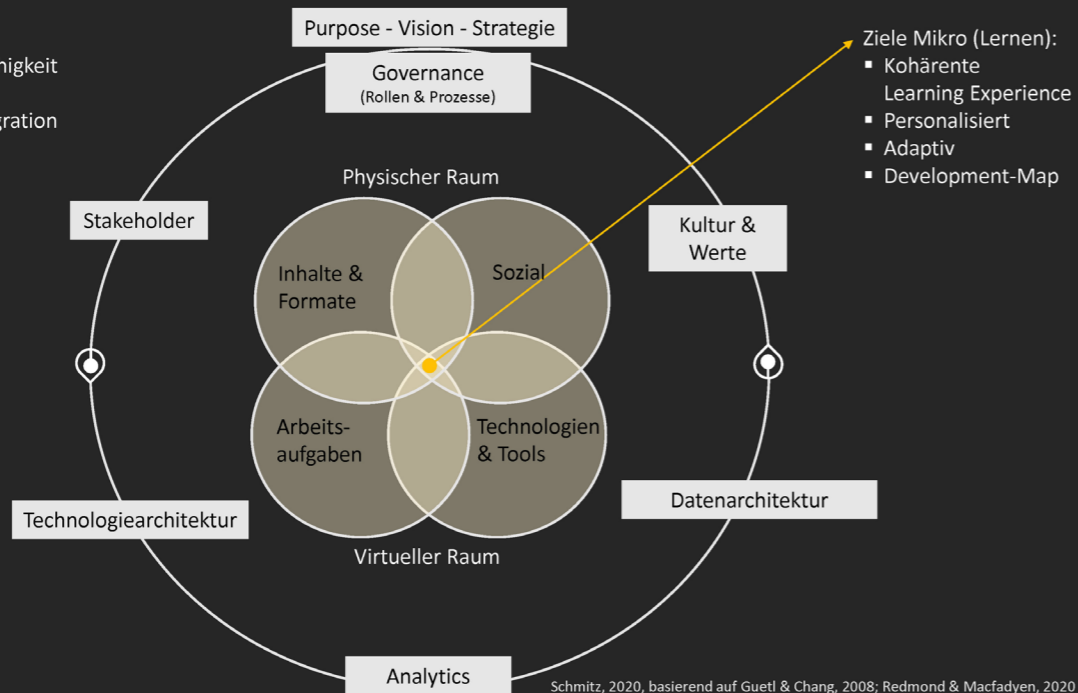 Purpose - Vision - Strategie
Governance
(Rollen & Prozesse)
Ziele Mikro (Lernen):
▪ Kohärente
Learning Experience
▪ Personalisiert
▪ Adaptiv
▪ Development-Map
Physischer Raum
Stakeholder
Kultur &
Werte
Inhalte &
Formate
Sozial
Arbeits-
aufgaben
Technologien
& Tools
Technologiearchitektur
Datenarchitektur
Virtueller Raum
Analytics
Schmitz, 2020, basierend auf Guetl & Chang, 2008; Redmond & Macfadyen, 2020